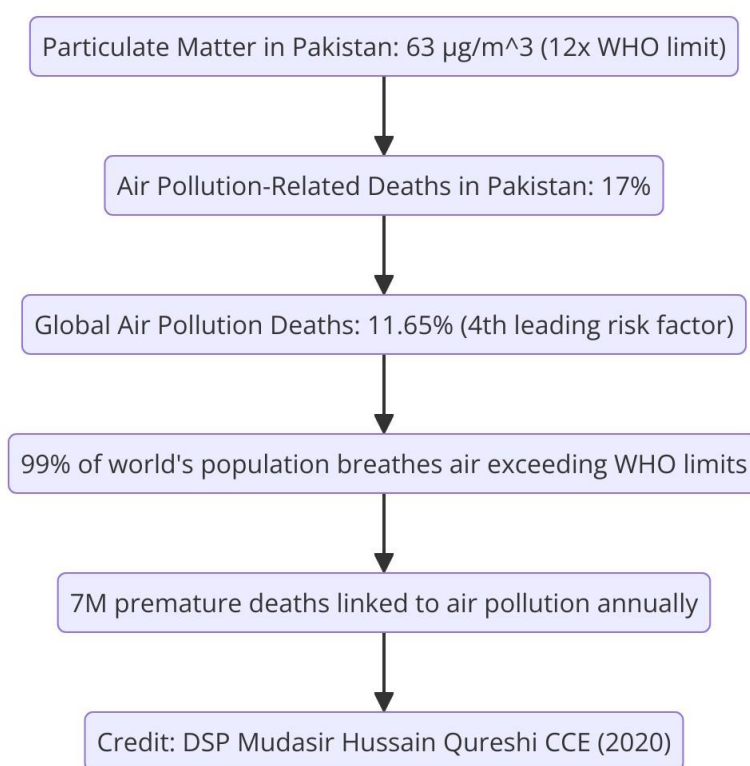 Particulate Matter in Pakistan: 63 µg/m^3 (12x WHO limit)
Air Pollution-Related Deaths in Pakistan: 17%
Global Air Pollution Deaths: 11.65% (4th leading risk factor)
99% of world's population breathes air exceeding WHO limits
7M premature deaths linked to air pollution annually
Credit: DSP Mudasir Hussain Qureshi CCE (2020)